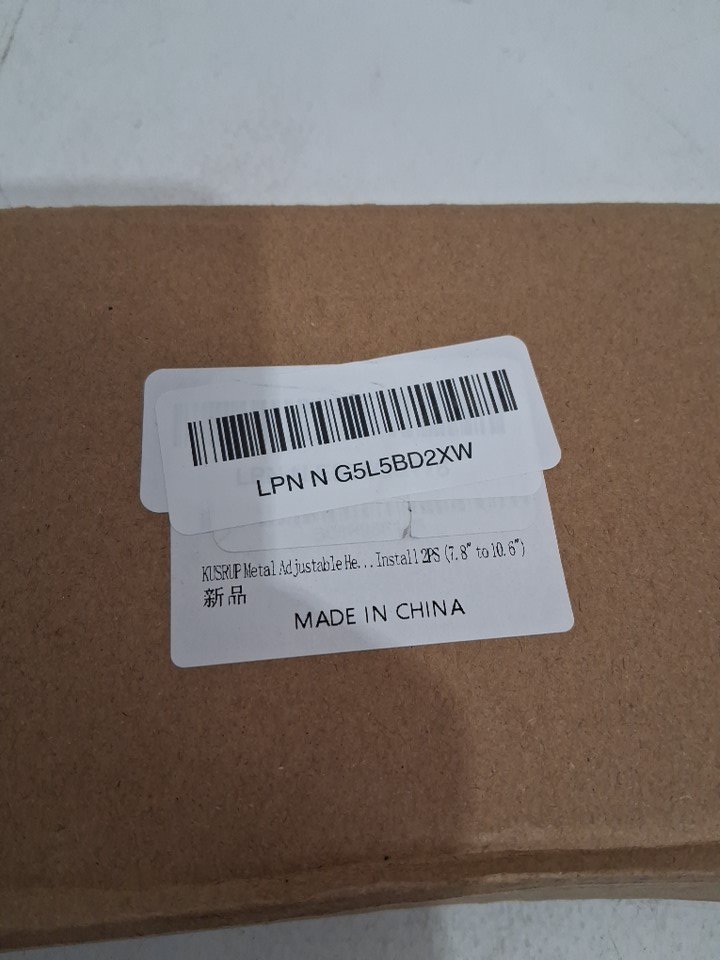 LPN N G5L5BD2XW
KUSRUP Metal Adjustable He...Install 2PS (7.8" to 10.6")
新品
MADE IN CHINA